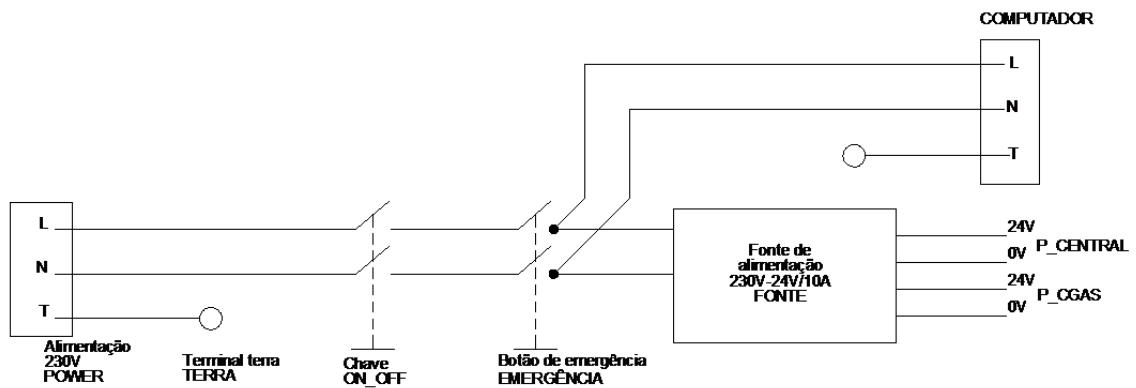 COMPUTADOR
L
N
T
L
N
T
Alimentação
230V
POWER
Terminal terra
TERRA
Chave
ON_OFF
Botão de emergência
EMERGÊNCIA
Fonte de
alimentação
230V-24V/10A
FONTE
24V
0V
P_CENTRAL
24V
0V
P_CGAS